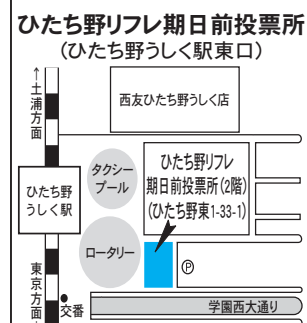 ひたち野リフレ期日前投票所
(ひたち野うしく駅東口)
↑土浦方面
西友ひたち野うしく店
タクシー
プール
ひたち野リフレ
期日前投票所(2階)
(ひたち野東1-33-1)
ひたち野
うしく駅
ロータリー
Ⓟ
東京方面↓
交番
学園西大通り